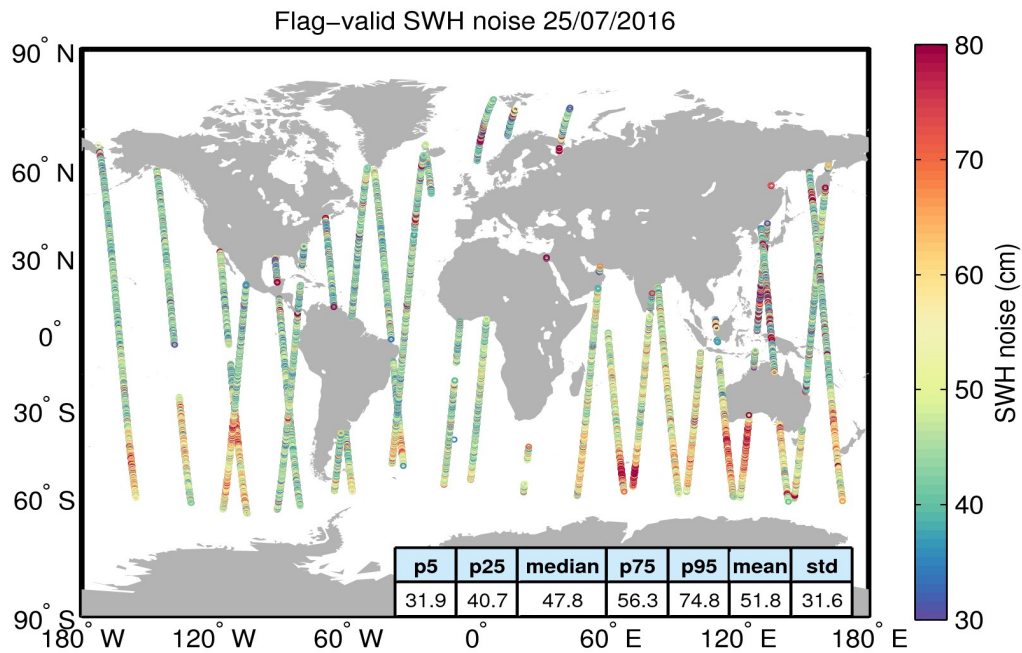 Flag−valid SWH noise 25/07/2016
90° N
60° N
30° N
0°
30° S
60° S
90° S
180° W
120° W
60° W
0°
60° E
120° E
180° E
80
70
60
50
40
30
SWH noise (cm)
p5 p25 median p75 p95 mean std
31.9 40.7 47.8 56.3 74.8 51.8 31.6